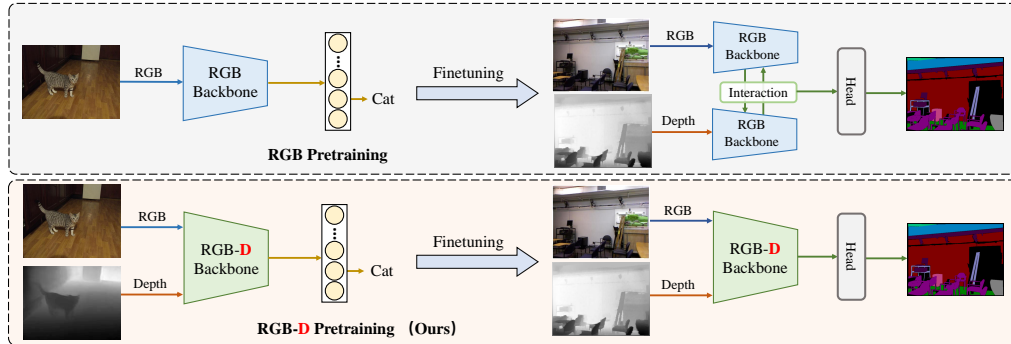 RGB
RGB
Backbone
Cat
RGB Pretraining
Finetuning
RGB
RGB
Backbone
Interaction
Depth
RGB
Backbone
Head
RGB
Depth
RGB-D
Backbone
Cat
RGB-D Pretraining (Ours)
Finetuning
RGB
Depth
RGB-D
Backbone
Head